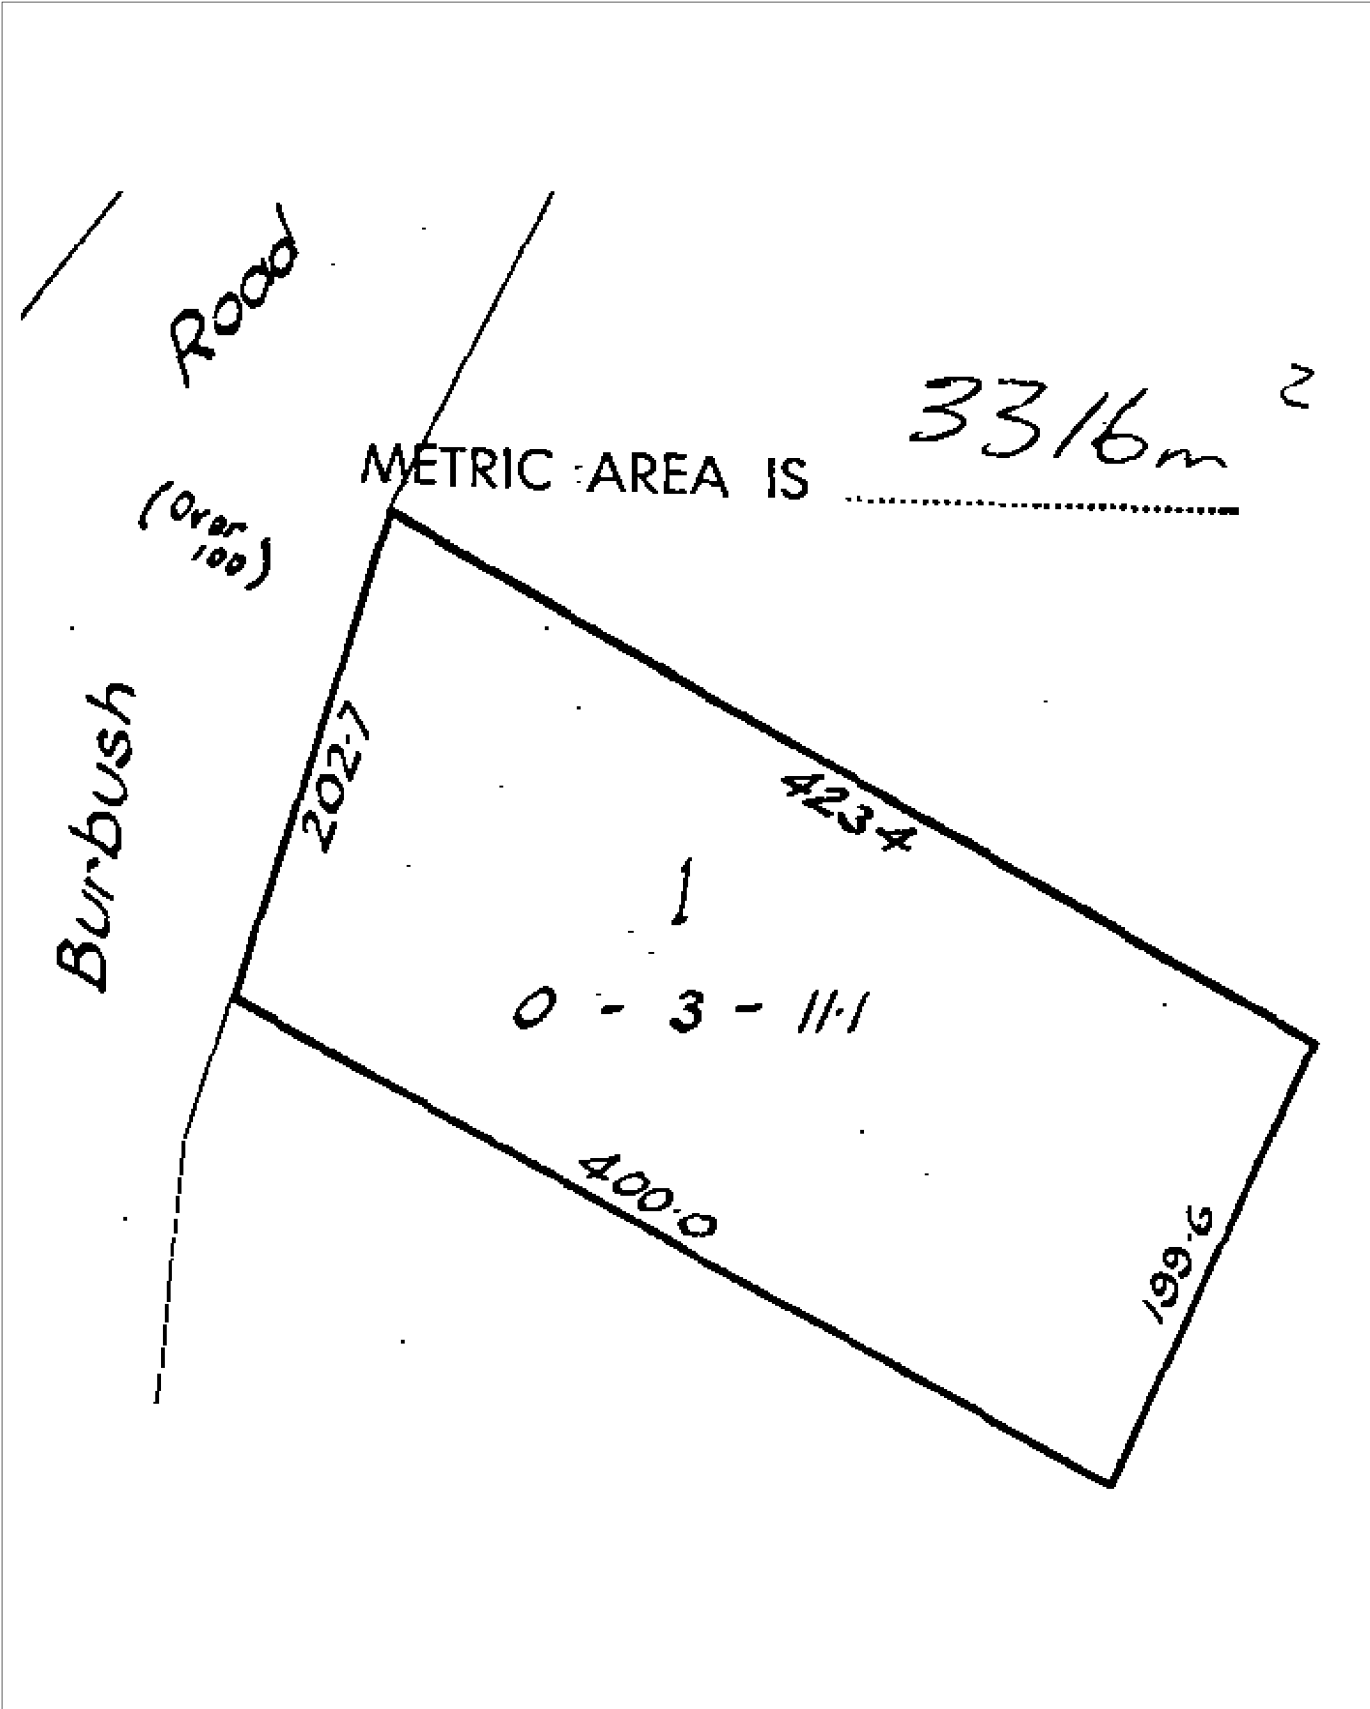 Road
METRIC AREA IS 3316m²
(Over
100)
Burbush
202·7
423·4
1
0 - 3 - 11·1
400·0
199·6